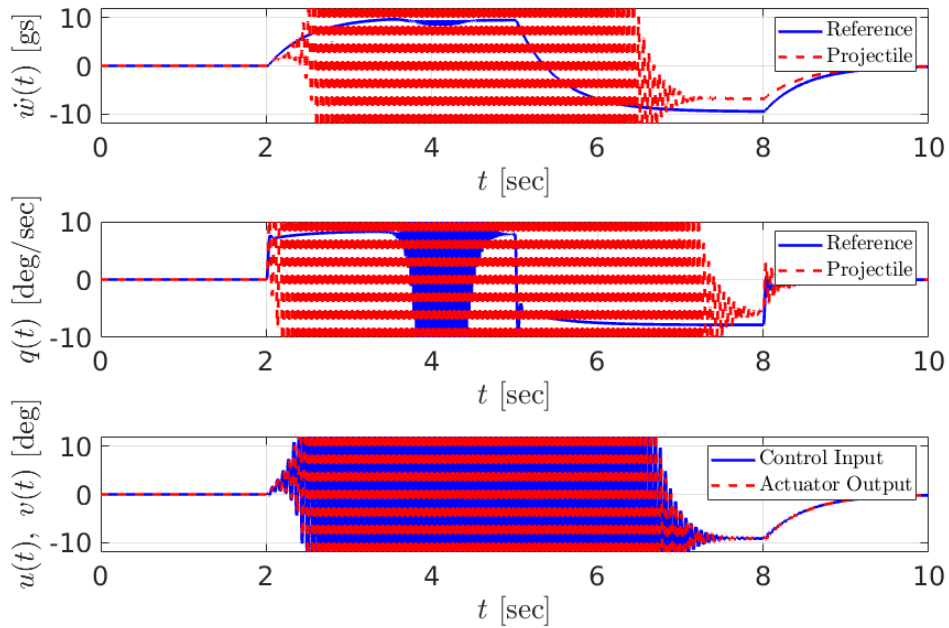 ẇ(t) [gs]
10
0
-10
Reference
Projectile
0 2 4 6 8 10
t [sec]
q(t) [deg/sec]
10
0
-10
Reference
Projectile
0 2 4 6 8 10
t [sec]
u(t), v(t) [deg]
10
0
-10
Control Input
Actuator Output
0 2 4 6 8 10
t [sec]